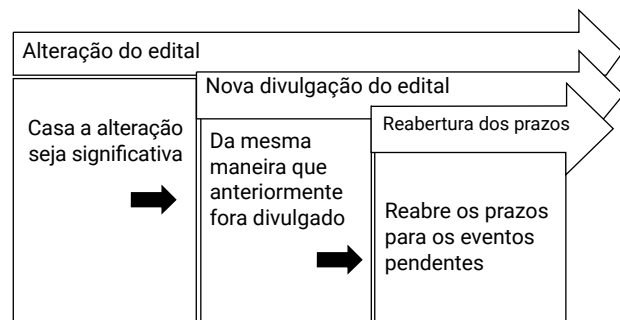 Alteração do edital
Nova divulgação do edital
Reabertura dos prazos
Casa a alteração
seja significativa
Da mesma
maneira que
anteriormente
fora divulgado
Reabre os prazos
para os eventos
pendentes